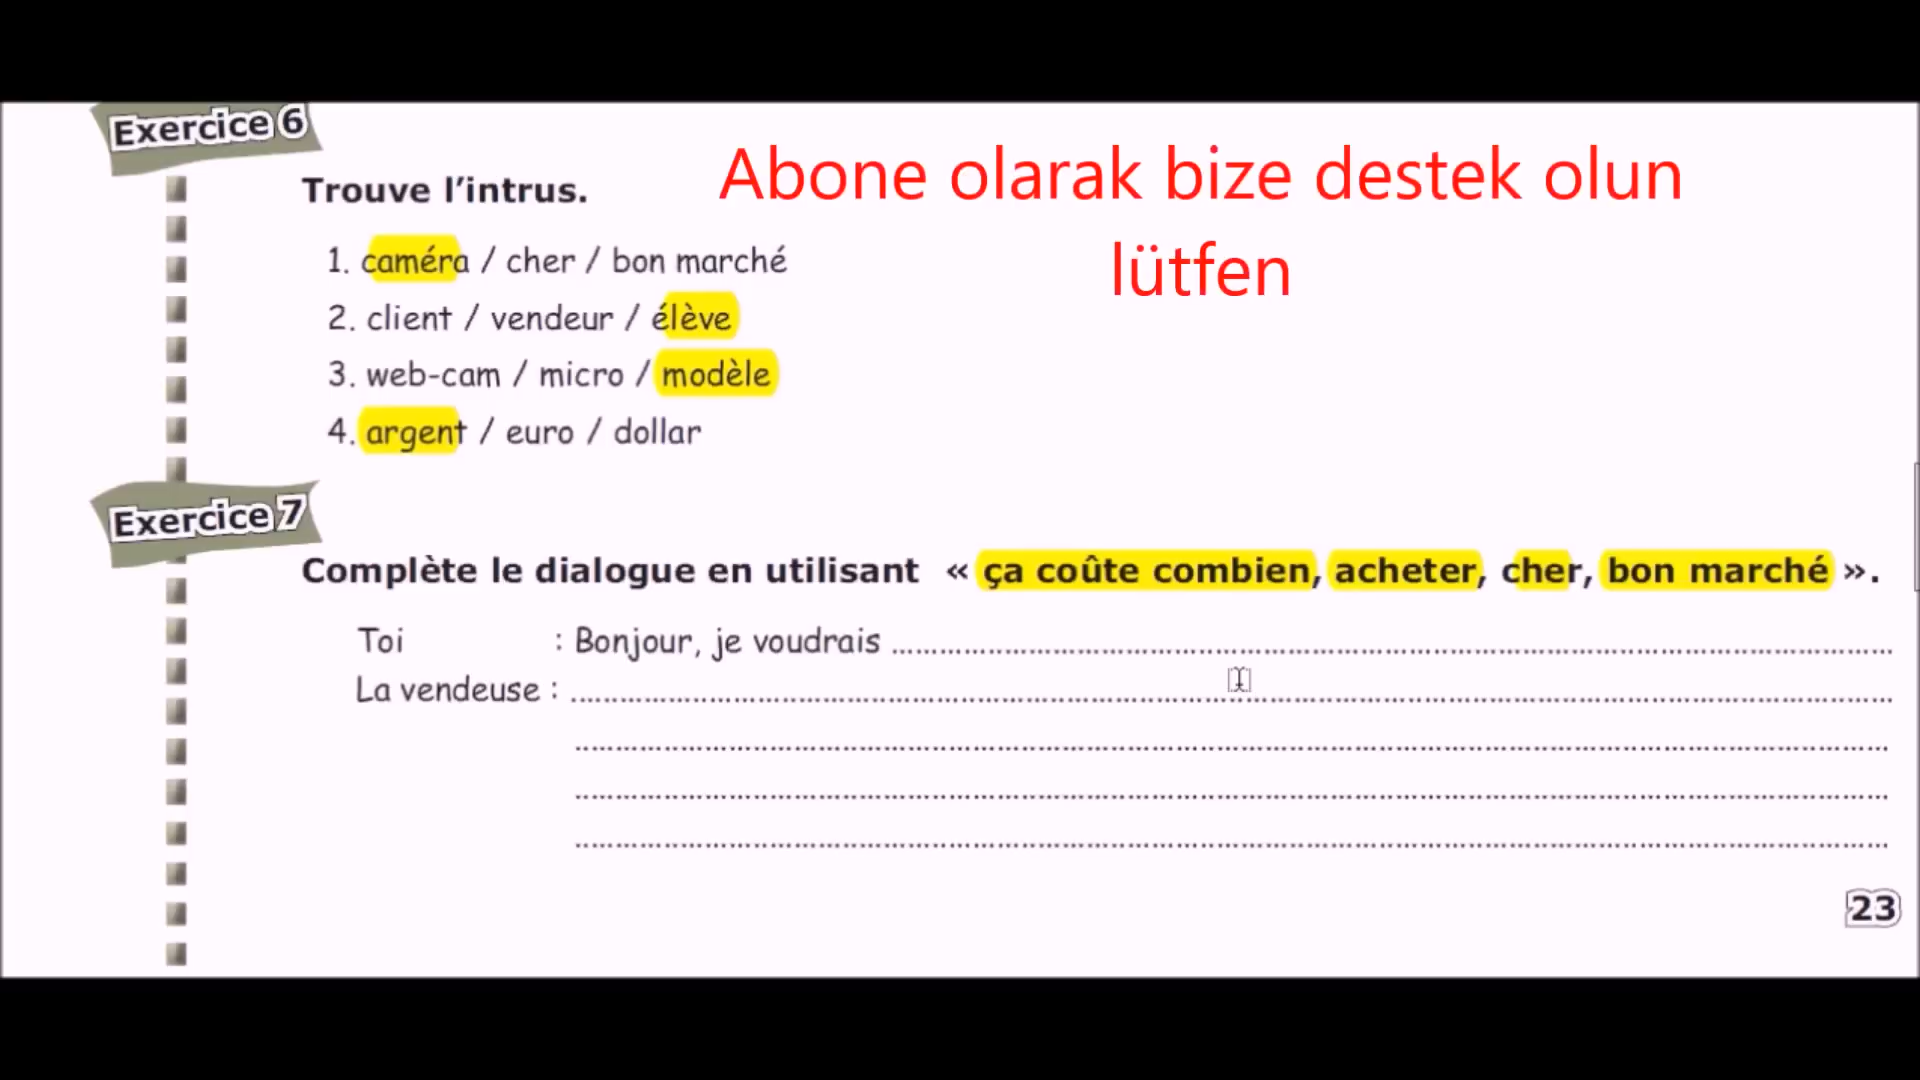 Exercice 6
Trouve l’intrus.
Abone olarak bize destek olun
lütfen
1. caméra / cher / bon marché
2. client / vendeur / élève
3. web-cam / micro / modèle
4. argent / euro / dollar
Exercice 7
Complète le dialogue en utilisant « ça coûte combien, acheter, cher, bon marché ».
Toi : Bonjour, je voudrais ................................................
La vendeuse : ................................................
................................................
................................................
................................................
23